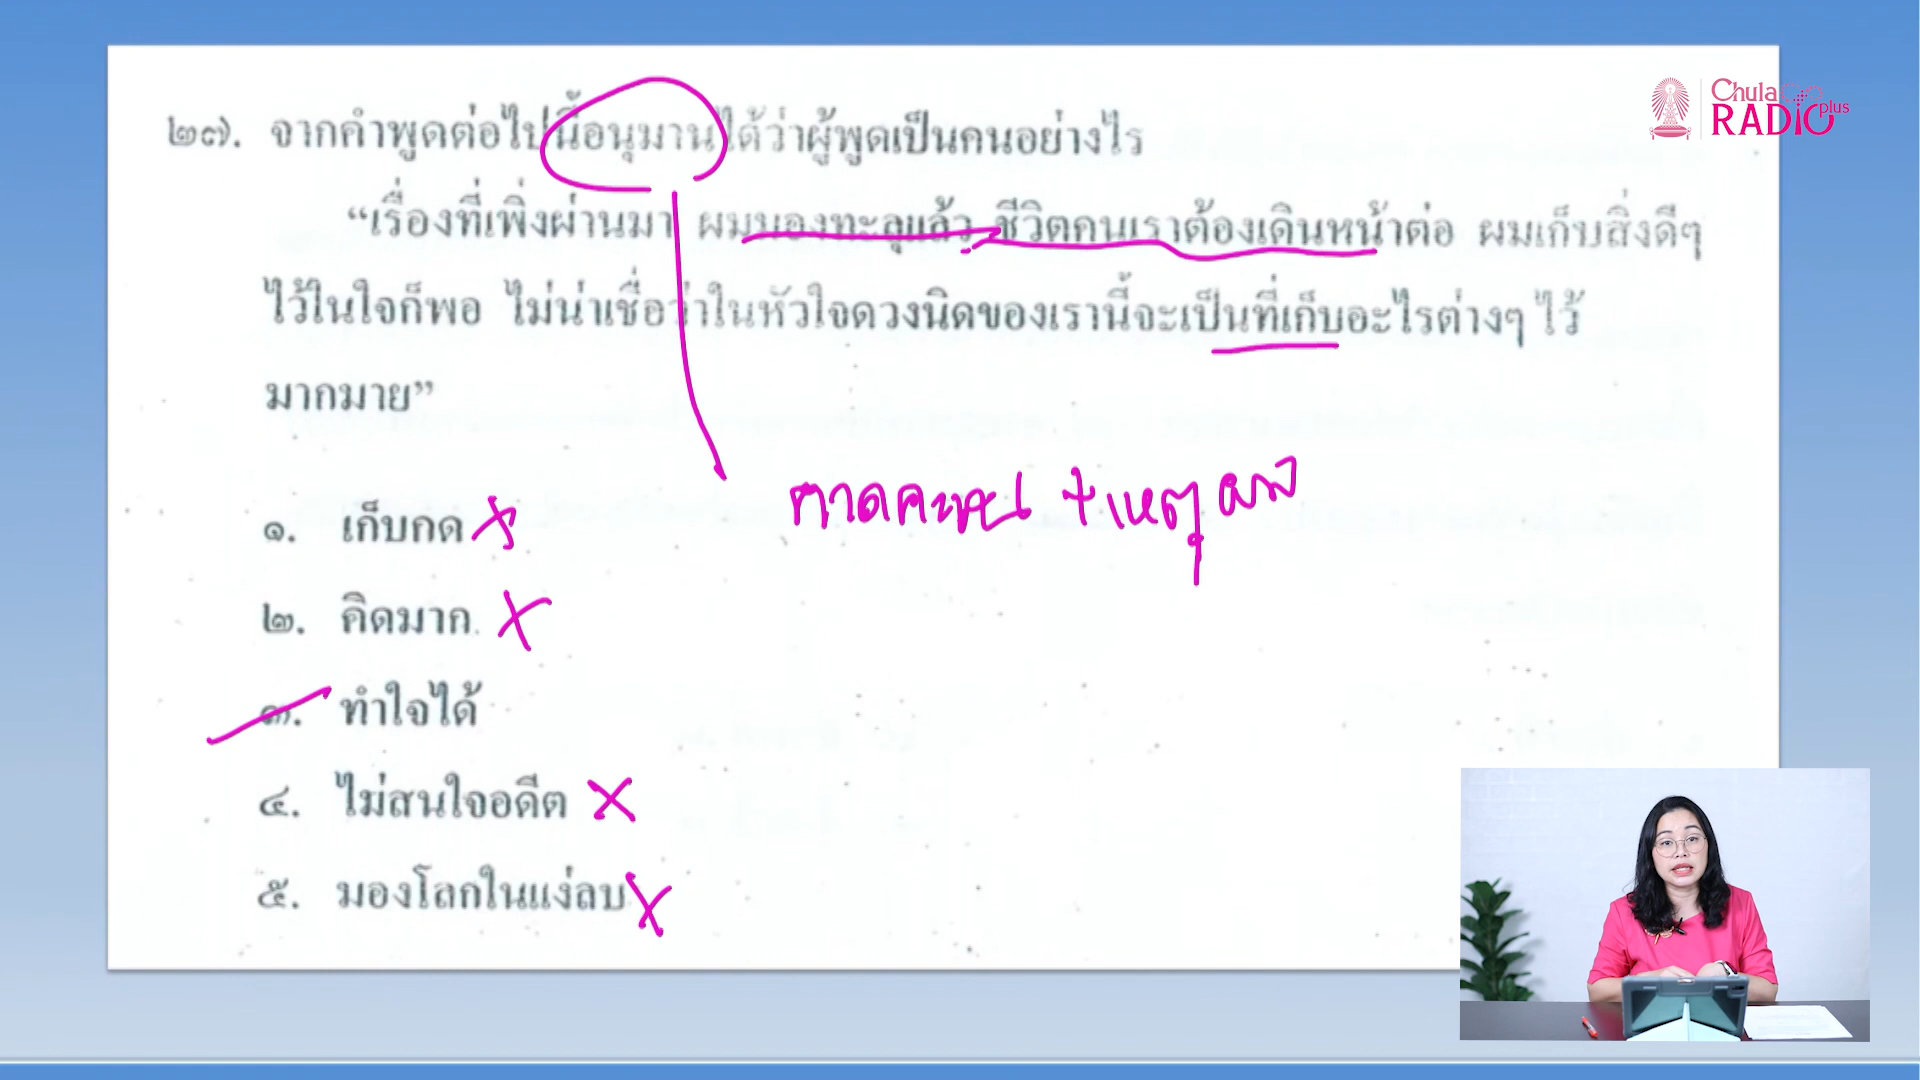 Chula
RADIO plus
๒๗. จากคำพูดต่อไปนี้อนุมานได้ว่าผู้พูดเป็นคนอย่างไร
“เรื่องที่เพิ่งผ่านมา ผมมองทะลุแล้ว ชีวิตคนเราต้องเดินหน้าต่อ ผมเก็บสิ่งดีๆ
ไว้ในใจก็พอ ไม่น่าเชื่อว่าในหัวใจดวงนิดของเรานี้จะเป็นที่เก็บอะไรต่างๆ ไว้
มากมาย”
คาดคะเน + เหตุผล
๑. เก็บกด
๒. คิดมาก
๓. ทำใจได้
๔. ไม่สนใจอดีต
๕. มองโลกในแง่ลบ